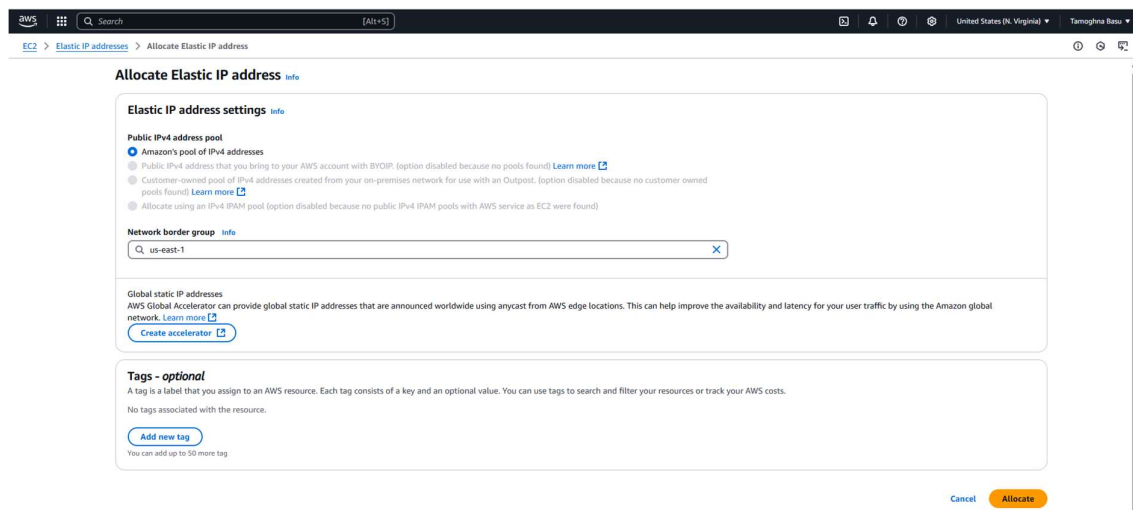 aws
Search
[Alt+S]
United States (N. Virginia)
Tamoghna Basu
EC2 > Elastic IP addresses > Allocate Elastic IP address
Allocate Elastic IP address Info
Elastic IP address settings Info
Public IPv4 address pool
Amazon's pool of IPv4 addresses
Public IPv4 address that you bring to your AWS account with BYOIP. (option disabled because no pools found) Learn more
Customer-owned pool of IPv4 addresses created from your on-premises network for use with an Outpost. (option disabled because no customer owned
pools found) Learn more
Allocate using an IPv4 IPAM pool (option disabled because no public IPv4 IPAM pools with AWS service as EC2 were found)
Network border group Info
us-east-1
Global static IP addresses
AWS Global Accelerator can provide global static IP addresses that are announced worldwide using anycast from AWS edge locations. This can help improve the availability and latency for your user traffic by using the Amazon global
network. Learn more
Create accelerator
Tags - optional
A tag is a label that you assign to an AWS resource. Each tag consists of a key and an optional value. You can use tags to search and filter your resources or track your AWS costs.
No tags associated with the resource.
Add new tag
You can add up to 50 more tag
Cancel
Allocate